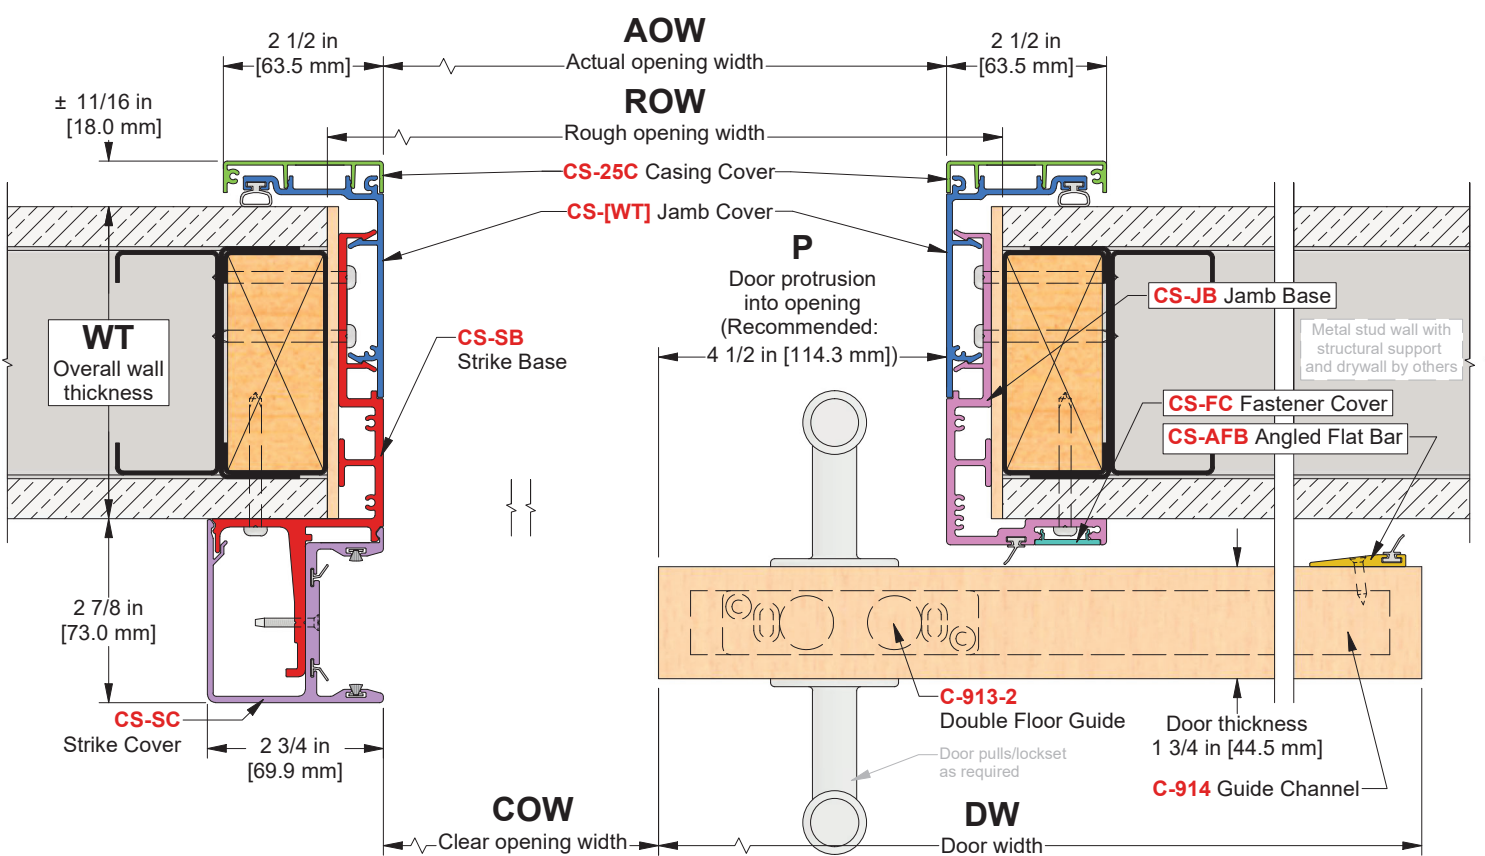 AOW
Actual opening width
2 1/2 in
[63.5 mm]
2 1/2 in
[63.5 mm]
± 11/16 in
[18.0 mm]
ROW
Rough opening width
CS-25C Casing Cover
CS-[WT] Jamb Cover
P
Door protrusion
into opening
(Recommended:
4 1/2 in [114.3 mm])
CS-JB Jamb Base
WT
Overall wall
thickness
CS-SB
Strike Base
Metal stud wall with
structural support
and drywall by others
CS-FC Fastener Cover
CS-AFB Angled Flat Bar
2 7/8 in
[73.0 mm]
CS-SC
Strike Cover
2 3/4 in
[69.9 mm]
C-913-2
Double Floor Guide
Door pulls/lockset
as required
Door thickness
1 3/4 in [44.5 mm]
C-914 Guide Channel
COW
Clear opening width
DW
Door width